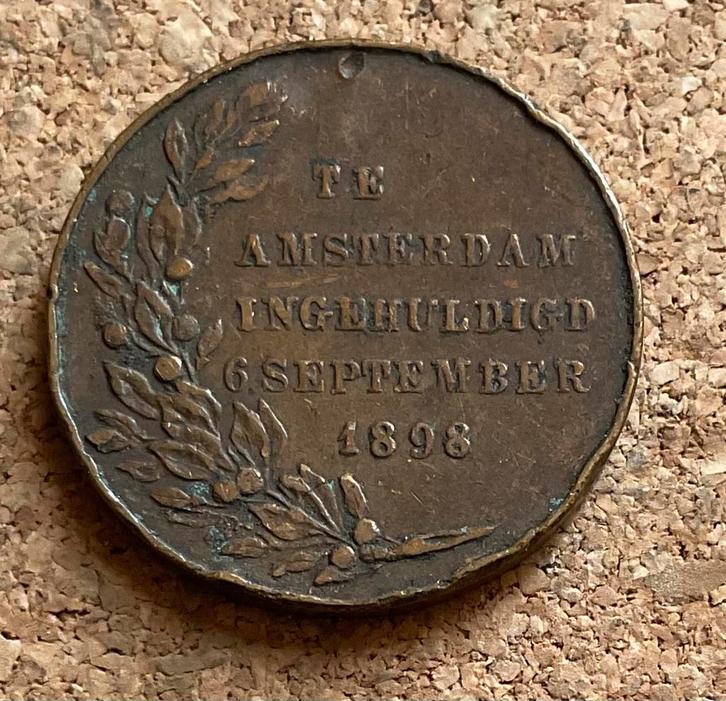 TE
AMSTERDAM
INGEHULDIGD
6 SEPTEMBER
1898